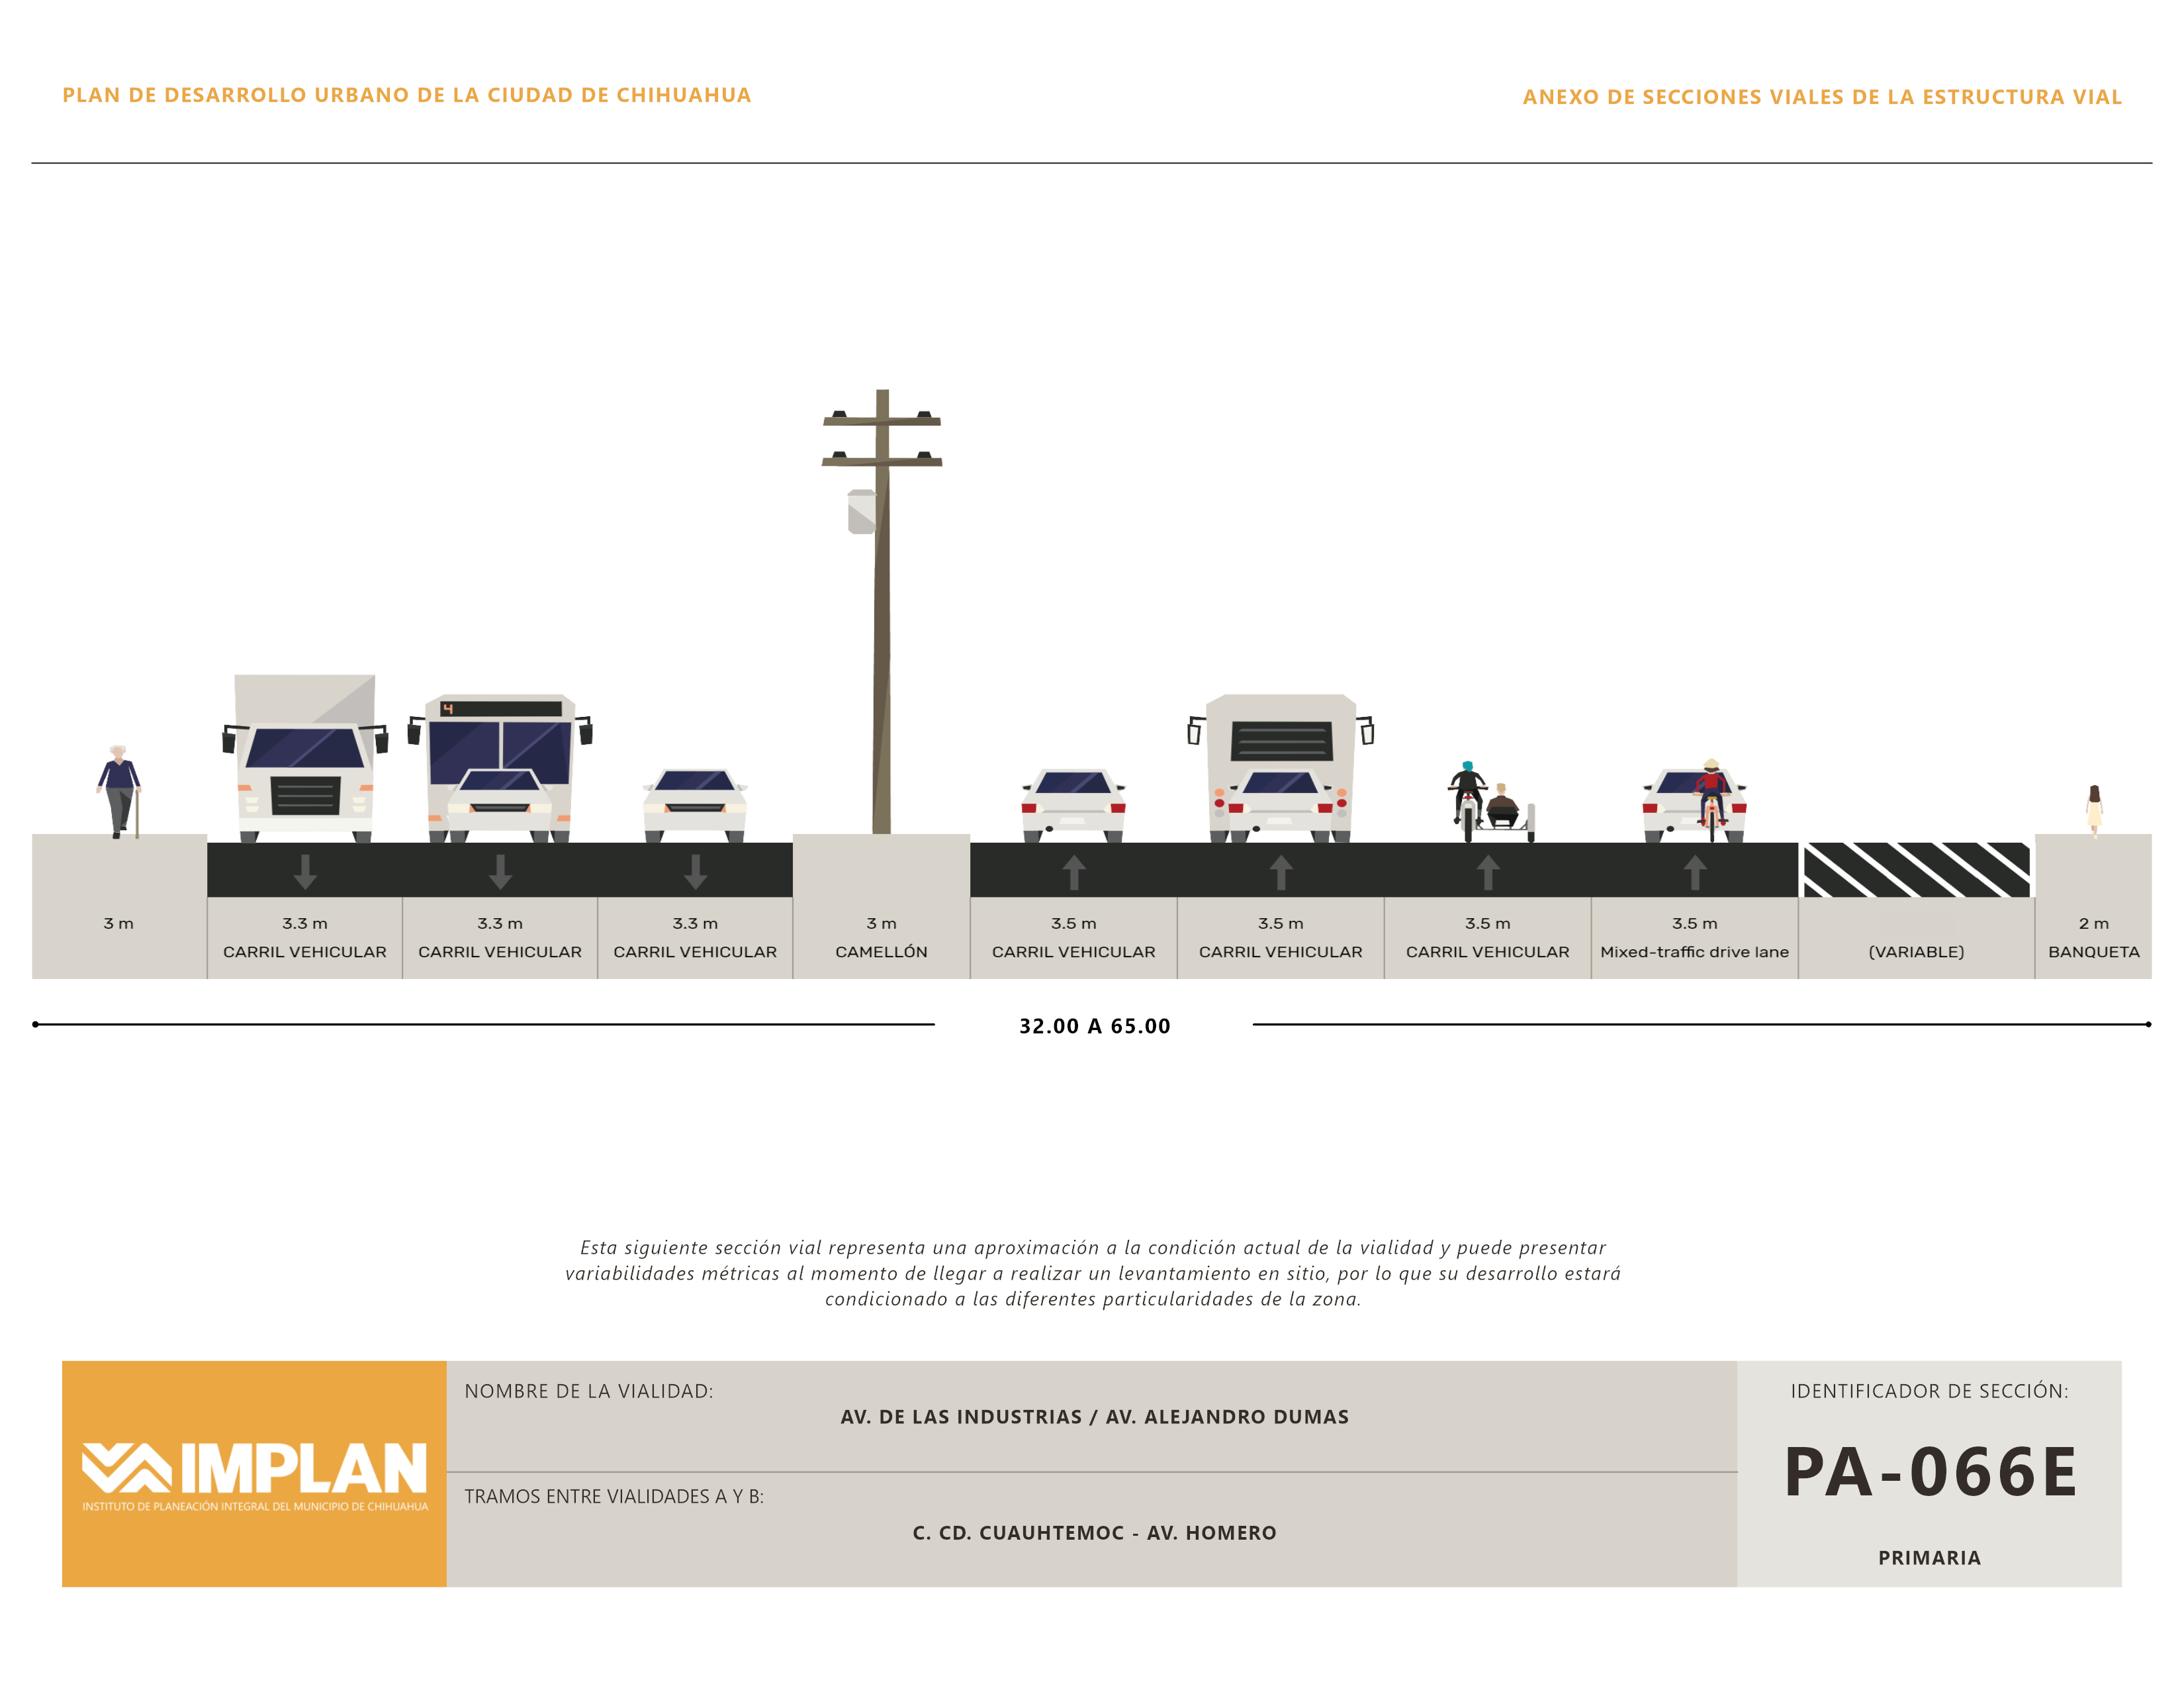 PLAN DE DESARROLLO URBANO DE LA CIUDAD DE CHIHUAHUA
ANEXO DE SECCIONES VIALES DE LA ESTRUCTURA VIAL
4
3 m
3.3 m
CARRIL VEHICULAR
3.3 m
CARRIL VEHICULAR
3.3 m
CARRIL VEHICULAR
3 m
CAMELLÓN
3.5 m
CARRIL VEHICULAR
3.5 m
CARRIL VEHICULAR
3.5 m
CARRIL VEHICULAR
3.5 m
Mixed-traffic drive lane
(VARIABLE)
2 m
BANQUETA
32.00 A 65.00
Esta siguiente sección vial representa una aproximación a la condición actual de la vialidad y puede presentar
variabilidades métricas al momento de llegar a realizar un levantamiento en sitio, por lo que su desarrollo estará
condicionado a las diferentes particularidades de la zona.
IMPLAN
INSTITUTO DE PLANEACIÓN INTEGRAL DEL MUNICIPIO DE CHIHUAHUA
NOMBRE DE LA VIALIDAD:
AV. DE LAS INDUSTRIAS / AV. ALEJANDRO DUMAS
TRAMOS ENTRE VIALIDADES A Y B:
C. CD. CUAUHTEMOC - AV. HOMERO
IDENTIFICADOR DE SECCIÓN:
PA-066E
PRIMARIA